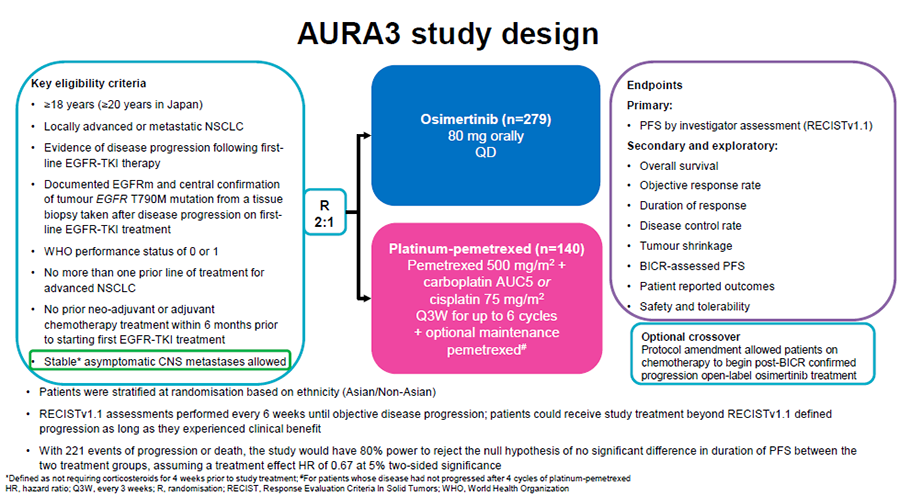 AURA3 study design
Key eligibility criteria
• ≥18 years (≥20 years in Japan)
• Locally advanced or metastatic NSCLC
• Evidence of disease progression following first-
line EGFR-TKI therapy
• Documented EGFRm and central confirmation
of tumour EGFR T790M mutation from a tissue
biopsy taken after disease progression on first-
line EGFR-TKI treatment
• WHO performance status of 0 or 1
• No more than one prior line of treatment for
advanced NSCLC
• No prior neo-adjuvant or adjuvant
chemotherapy treatment within 6 months prior
to starting first EGFR-TKI treatment
• Stable* asymptomatic CNS metastases allowed
R
2:1
Osimertinib (n=279)
80 mg orally
QD
Platinum-pemetrexed (n=140)
Pemetrexed 500 mg/m² +
carboplatin AUC5 or
cisplatin 75 mg/m²
Q3W for up to 6 cycles
+ optional maintenance
pemetrexed#
Endpoints
Primary:
• PFS by investigator assessment (RECISTv1.1)
Secondary and exploratory:
• Overall survival
• Objective response rate
• Duration of response
• Disease control rate
• Tumour shrinkage
• BICR-assessed PFS
• Patient reported outcomes
• Safety and tolerability
Optional crossover
Protocol amendment allowed patients on
chemotherapy to begin post-BICR confirmed
progression open-label osimertinib treatment
• Patients were stratified at randomisation based on ethnicity (Asian/Non-Asian)
• RECISTv1.1 assessments performed every 6 weeks until objective disease progression; patients could receive study treatment beyond RECISTv1.1 defined
progression as long as they experienced clinical benefit
• With 221 events of progression or death, the study would have 80% power to reject the null hypothesis of no significant difference in duration of PFS between the
two treatment groups, assuming a treatment effect HR of 0.67 at 5% two-sided significance
*Defined as not requiring corticosteroids for 4 weeks prior to study treatment; #For patients whose disease had not progressed after 4 cycles of platinum-pemetrexed
HR, hazard ratio; Q3W, every 3 weeks; R, randomisation; RECIST, Response Evaluation Criteria In Solid Tumors; WHO, World Health Organization